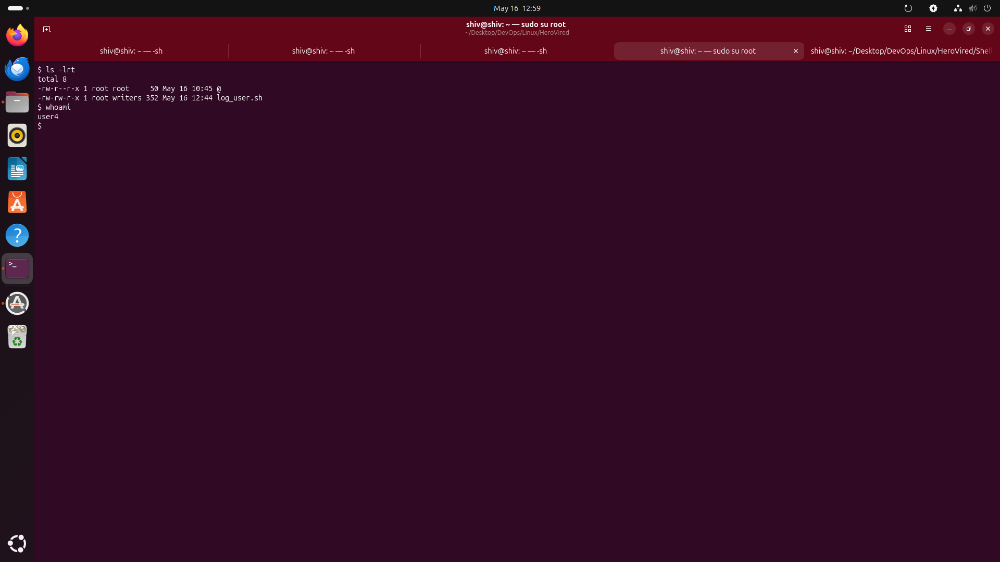 May 16 12:59
shiv@shiv: ~ — sudo su root
~/Desktop/DevOps/Linux/HeroVired
shiv@shiv: ~ — -sh
shiv@shiv: ~ — -sh
shiv@shiv: ~ — -sh
shiv@shiv: ~ — sudo su root
shiv@shiv: ~/Desktop/DevOps/Linux/HeroVired/Shel
$ ls -lrt
total 8
-rw-r--r-x 1 root root     50 May 16 10:45 @
-rw-rw-r-x 1 root writers 352 May 16 12:44 log_user.sh
$ whoami
user4
$
>_